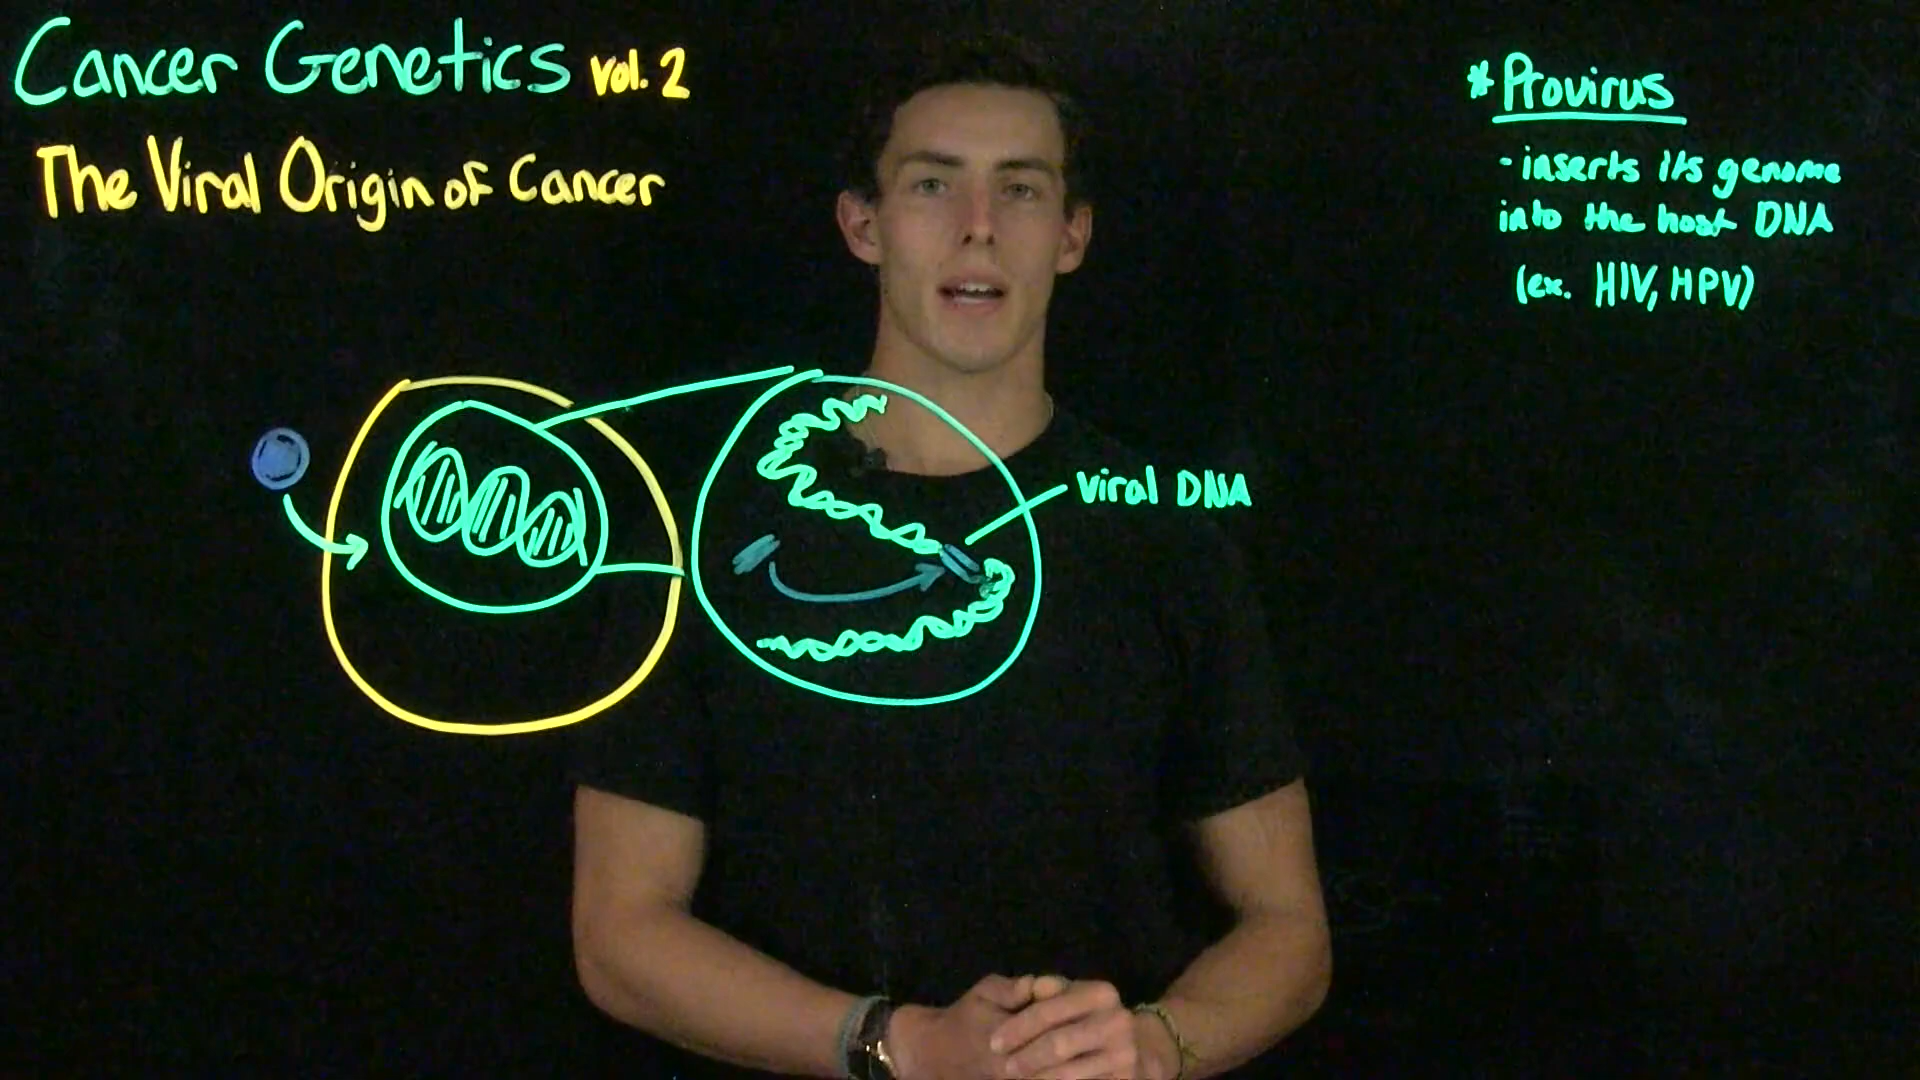 Cancer Genetics vol. 2
The Viral Origin of Cancer
* Provirus
- inserts its genome
into the host DNA
(ex. HIV, HPV)
viral DNA